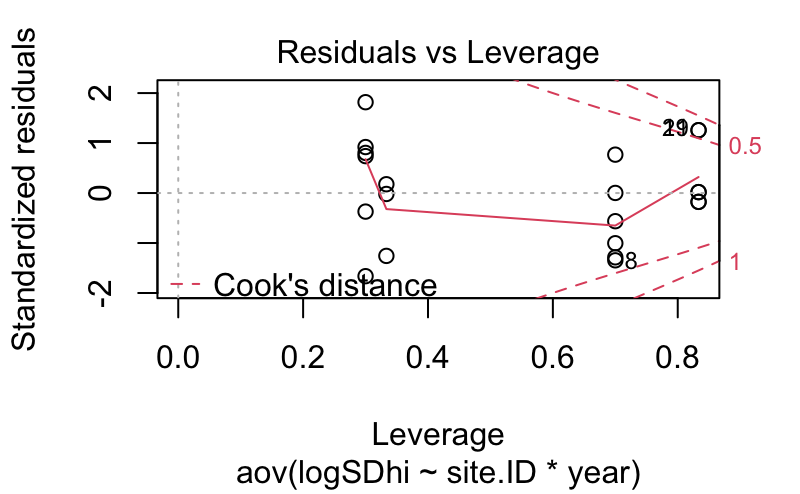 Residuals vs Leverage
Standardized residuals
2
1
0
-2
0.5
1
8
Cook's distance
0.0 0.2 0.4 0.6 0.8
Leverage
aov(logSDhi ~ site.ID * year)